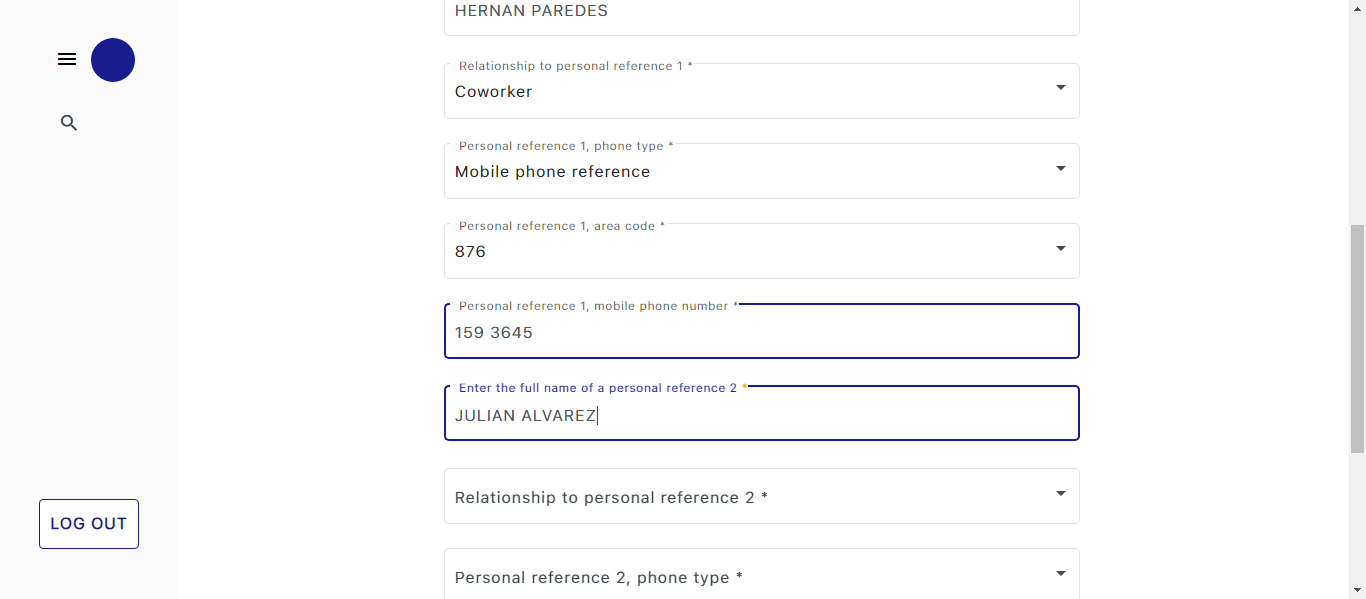 HERNAN PAREDES
Relationship to personal reference 1 *
Coworker
Personal reference 1, phone type *
Mobile phone reference
Personal reference 1, area code *
876
Personal reference 1, mobile phone number *
159 3645
Enter the full name of a personal reference 2 *
JULIAN ALVAREZ
Relationship to personal reference 2 *
LOG OUT
Personal reference 2, phone type *